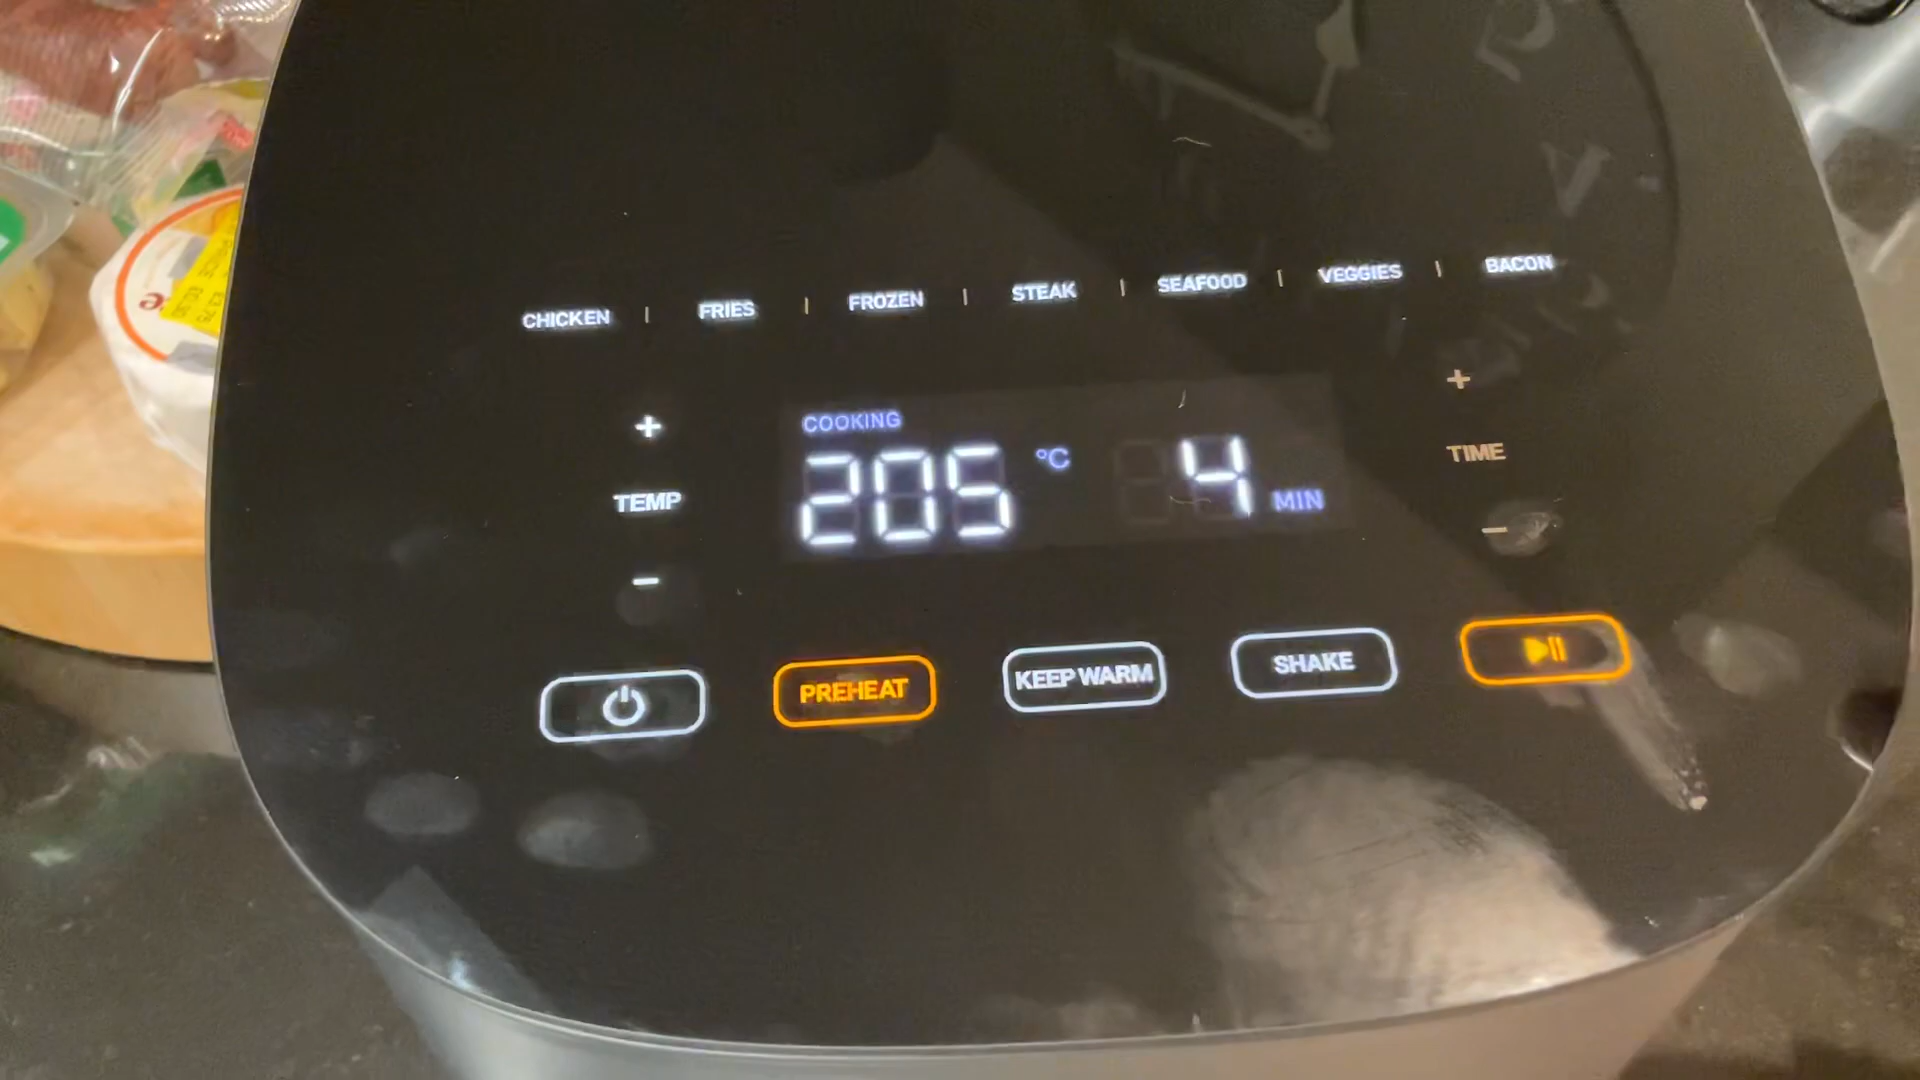 CHICKEN | FRIES | FROZEN | STEAK | SEAFOOD | VEGGIES | BACON
+ +
COOKING
TEMP 205 °C 4 MIN TIME
- -
PREHEAT KEEP WARM SHAKE